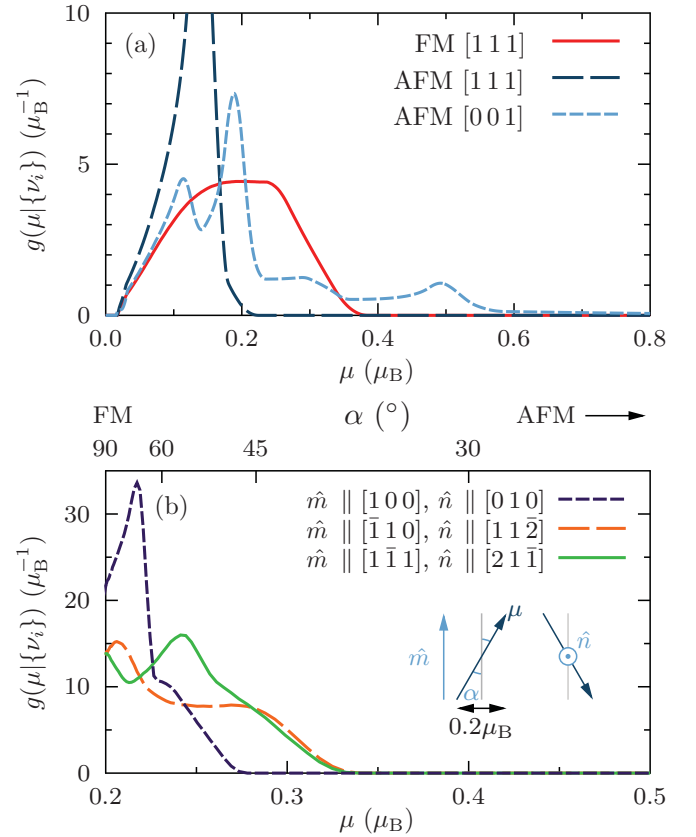 10
(a)
FM [1 1 1]
AFM [1 1 1]
AFM [0 0 1]
5
0
g(μ|{ν_i}) (μ_B^{-1})
0.0 0.2 0.4 0.6 0.8
μ (μ_B)
FM α (°) AFM
90 60 45 30
(b)
m̂ ∥ [1 0 0], n̂ ∥ [0 1 0]
m̂ ∥ [1̄ 1 0], n̂ ∥ [1 1 2̄]
m̂ ∥ [1 1̄ 1], n̂ ∥ [2 1 1̄]
30
20
10
0
g(μ|{ν_i}) (μ_B^{-1})
m̂
μ
α
n̂
0.2μ_B
0.2 0.3 0.4 0.5
μ (μ_B)